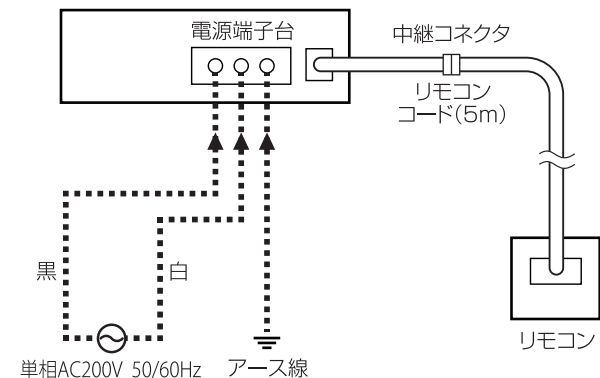 電源端子台
中継コネクタ
リモコン
コード(5m)
黒
白
単相AC200V 50/60Hz
アース線
リモコン